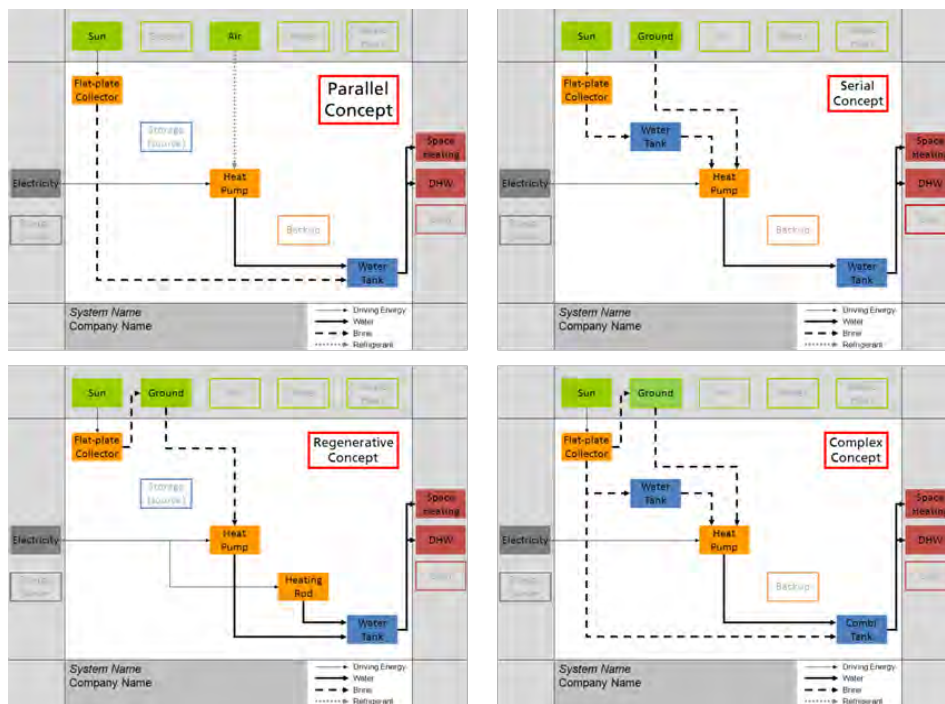 Sun
Air
Flat-plate
Collector
Parallel
Concept
Storage
(source)
Space
Heating
Electricity
Heat
Pump
DHW
Backup
Water
Tank
System Name
Company Name
Driving Energy
Water
Brine
Refrigerant
Sun
Ground
Flat-plate
Collector
Serial
Concept
Water
Tank
Space
Heating
Electricity
Heat
Pump
DHW
Backup
Water
Tank
System Name
Company Name
Driving Energy
Water
Brine
Refrigerant
Sun
Ground
Flat-plate
Collector
Regenerative
Concept
Storage
(source)
Space
Heating
Electricity
Heat
Pump
DHW
Heating
Rod
Water
Tank
System Name
Company Name
Driving Energy
Water
Brine
Refrigerant
Sun
Ground
Flat-plate
Collector
Complex
Concept
Water
Tank
Space
Heating
Electricity
Heat
Pump
DHW
Backup
Combi
Tank
System Name
Company Name
Driving Energy
Water
Brine
Refrigerant